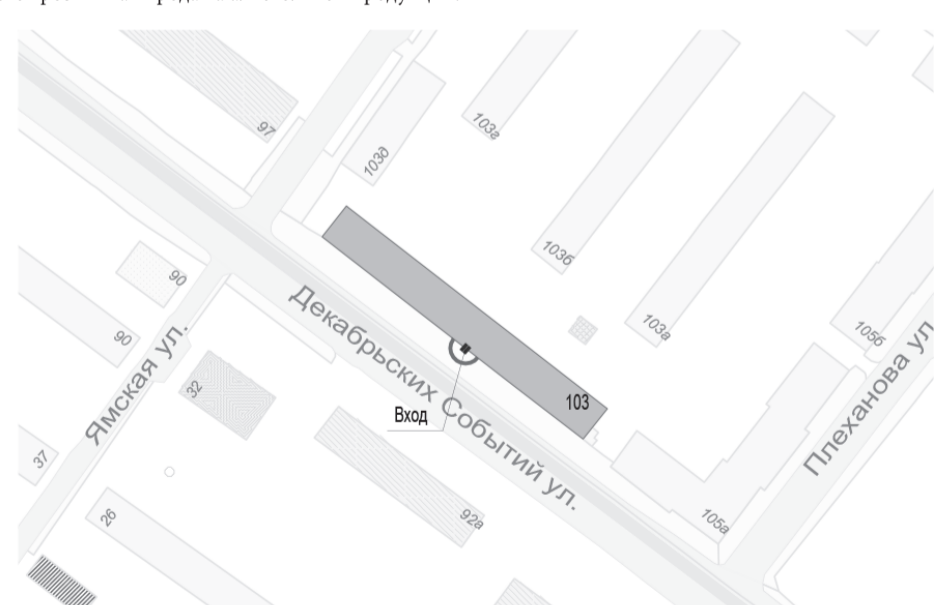 97
103д
103г
103б
103а
105б
90
90
Декабрьских Событий ул.
Ямская ул.
Плеханова ул
32
Вход
103
37
26
92а
105а